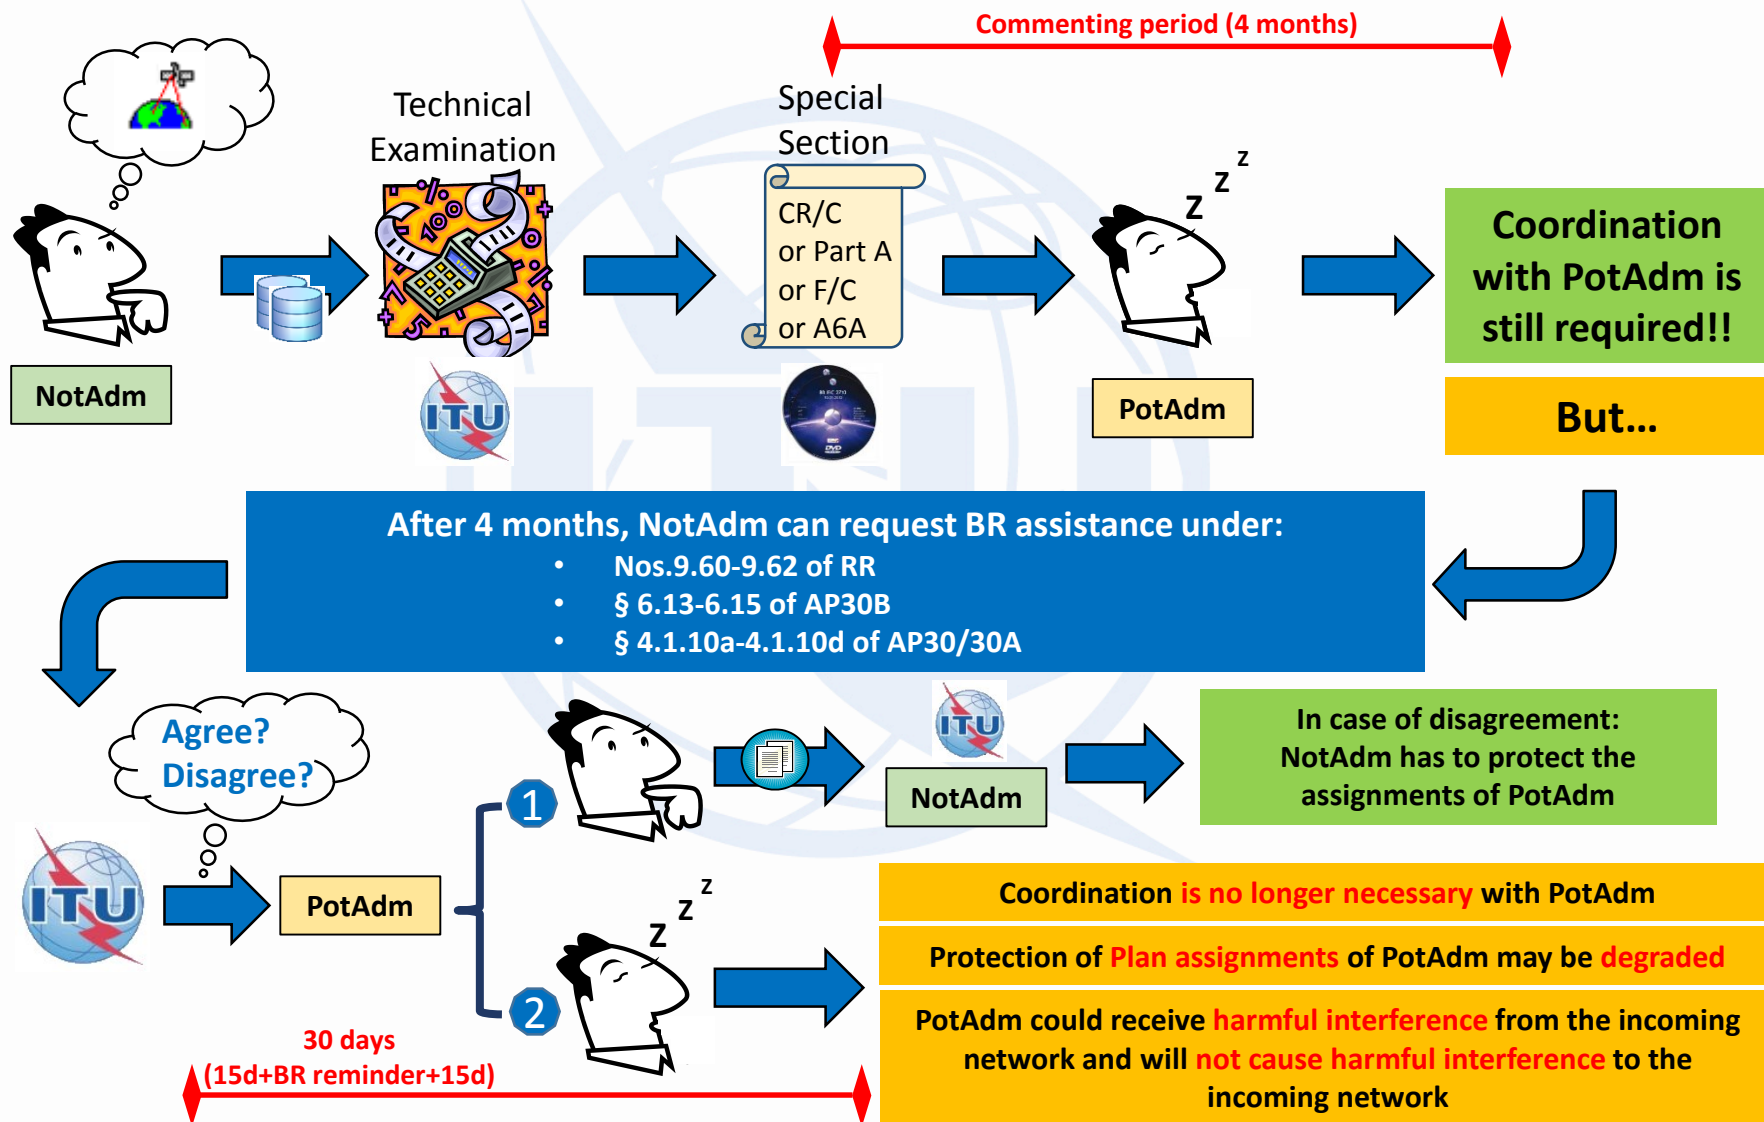 Commenting period (4 months)
Technical
Examination
Special
Section
CR/C
or Part A
or F/C
or A6A
z
z
z
Coordination
with PotAdm is
still required!!
NotAdm
ITU
DVD
PotAdm
But...
ITU
After 4 months, NotAdm can request BR assistance under:
• Nos.9.60-9.62 of RR
• § 6.13-6.15 of AP30B
• § 4.1.10a-4.1.10d of AP30/30A
Agree?
Disagree?
1
ITU
NotAdm
In case of disagreement:
NotAdm has to protect the
assignments of PotAdm
ITU
PotAdm
z
z
z
2
Coordination is no longer necessary with PotAdm
Protection of Plan assignments of PotAdm may be degraded
PotAdm could receive harmful interference from the incoming
network and will not cause harmful interference to the
incoming network
30 days
(15d+BR reminder+15d)